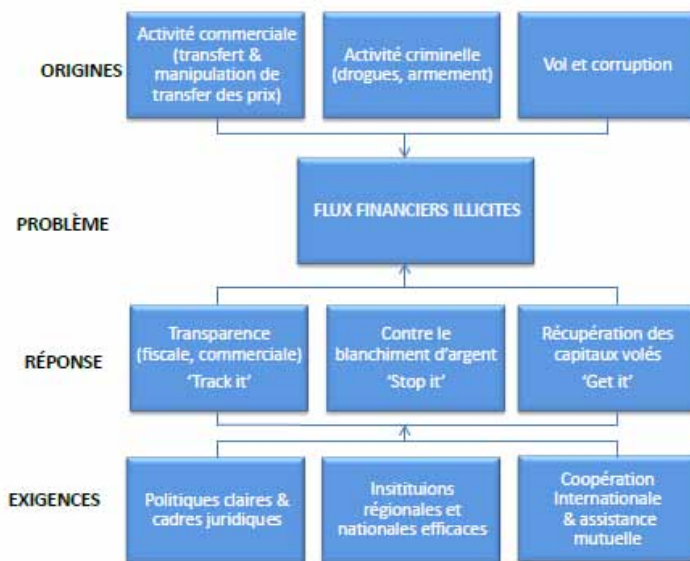 ORIGINES
Activité commerciale
(transfert &
manipulation de
transfer des prix)
Activité criminelle
(drogues, armement)
Vol et corruption
PROBLÈME
FLUX FINANCIERS ILLICITES
RÉPONSE
Transparence
(fiscale, commerciale)
'Track it'
Contre le
blanchiment d'argent
'Stop it'
Récupération des
capitaux volés
'Get it'
EXIGENCES
Politiques claires &
cadres juridiques
Insitituions
régionales et
nationales efficaces
Coopération
Internationale
& assistance
mutuelle